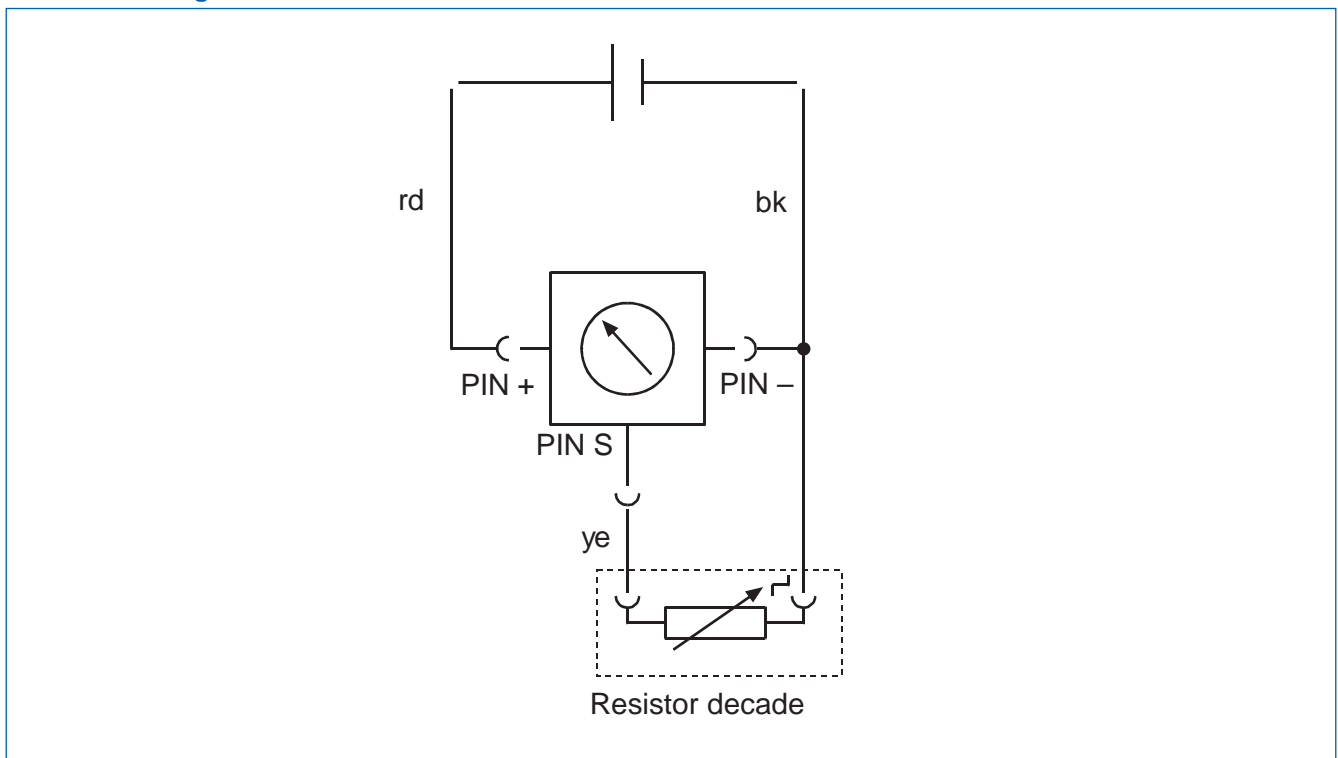 rd
bk
PIN +
PIN –
PIN S
ye
Resistor decade